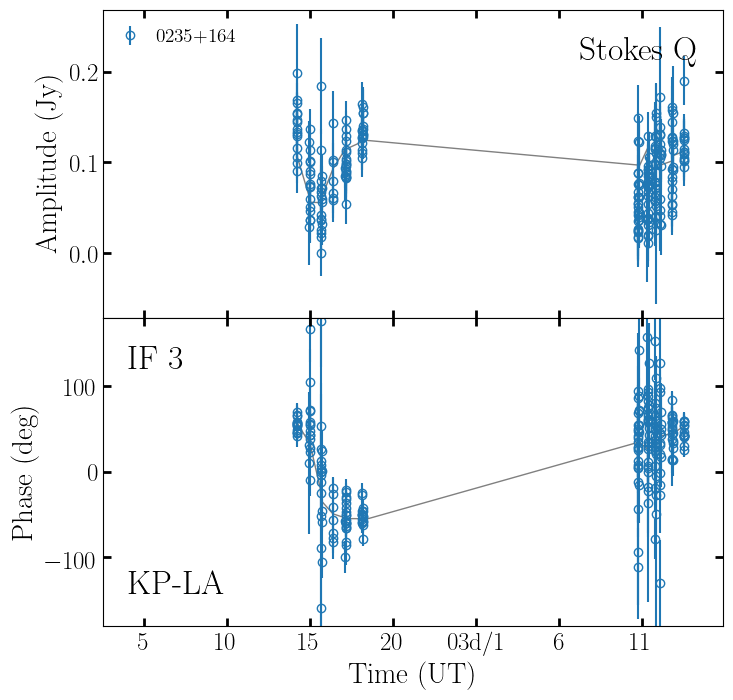 0235+164
Stokes Q
0.2
0.1
0.0
Amplitude (Jy)
IF 3
100
0
−100
Phase (deg)
KP-LA
5 10 15 20 03d/1 6 11
Time (UT)